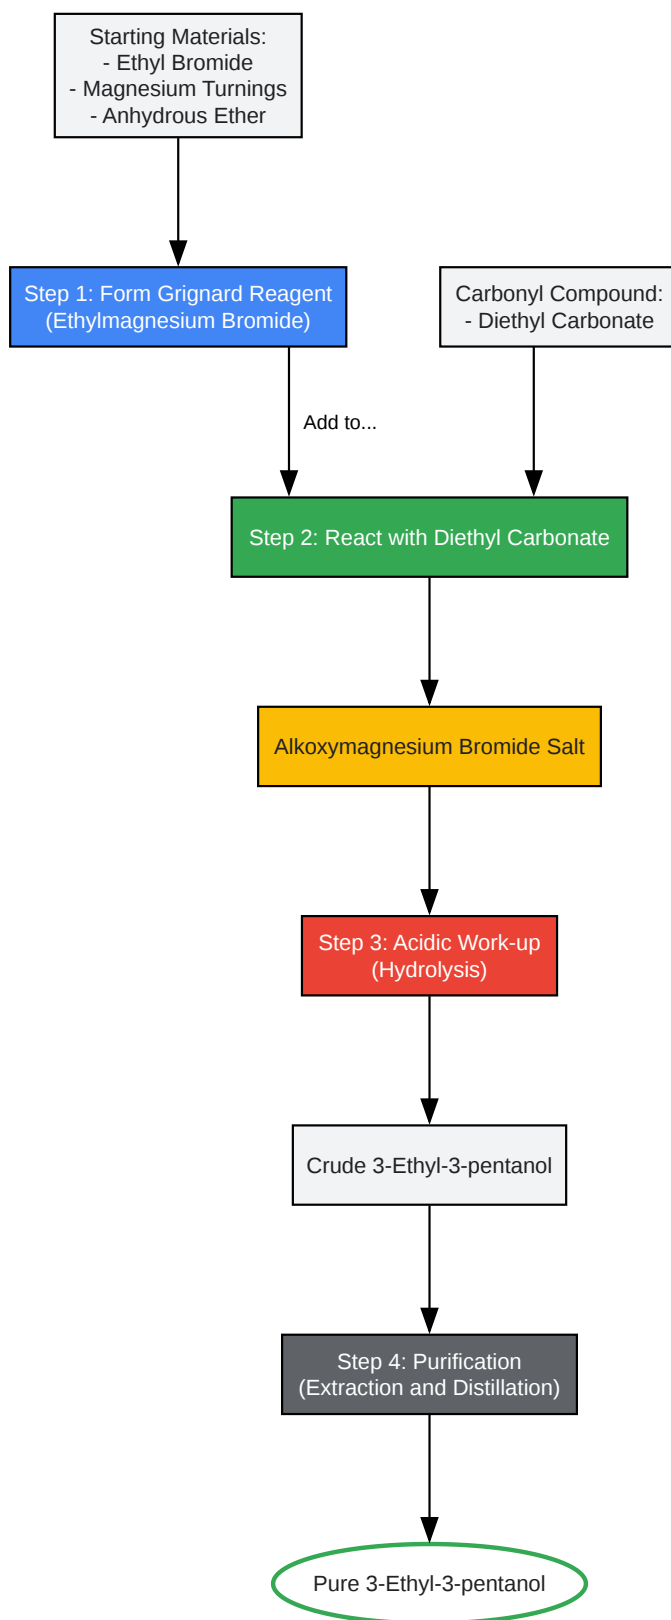 Starting Materials:
- Ethyl Bromide
- Magnesium Turnings
- Anhydrous Ether
Step 1: Form Grignard Reagent
(Ethylmagnesium Bromide)
Carbonyl Compound:
- Diethyl Carbonate
Add to...
Step 2: React with Diethyl Carbonate
Alkoxymagnesium Bromide Salt
Step 3: Acidic Work-up
(Hydrolysis)
Crude 3-Ethyl-3-pentanol
Step 4: Purification
(Extraction and Distillation)
Pure 3-Ethyl-3-pentanol